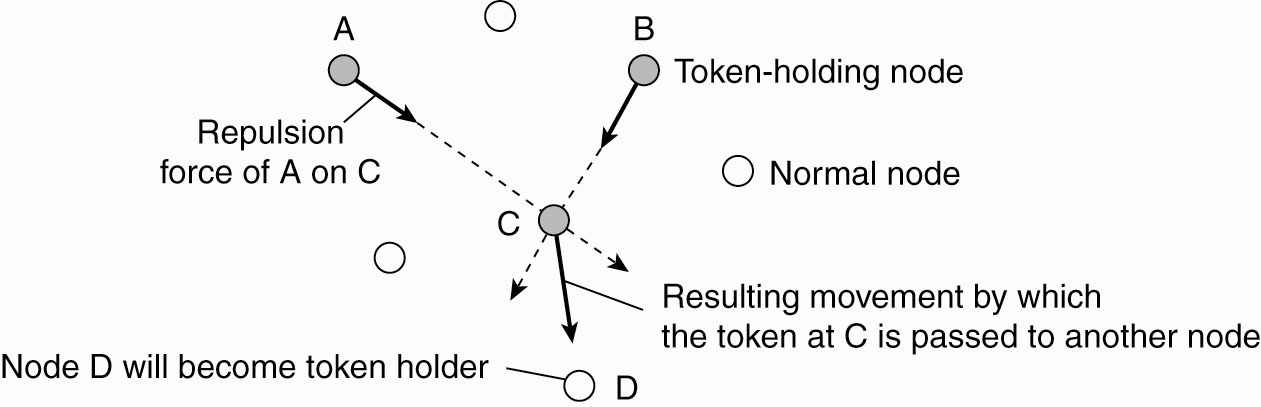 A
B
Token-holding node
Repulsion
force of A on C
Normal node
C
Resulting movement by which
the token at C is passed to another node
Node D will become token holder
D